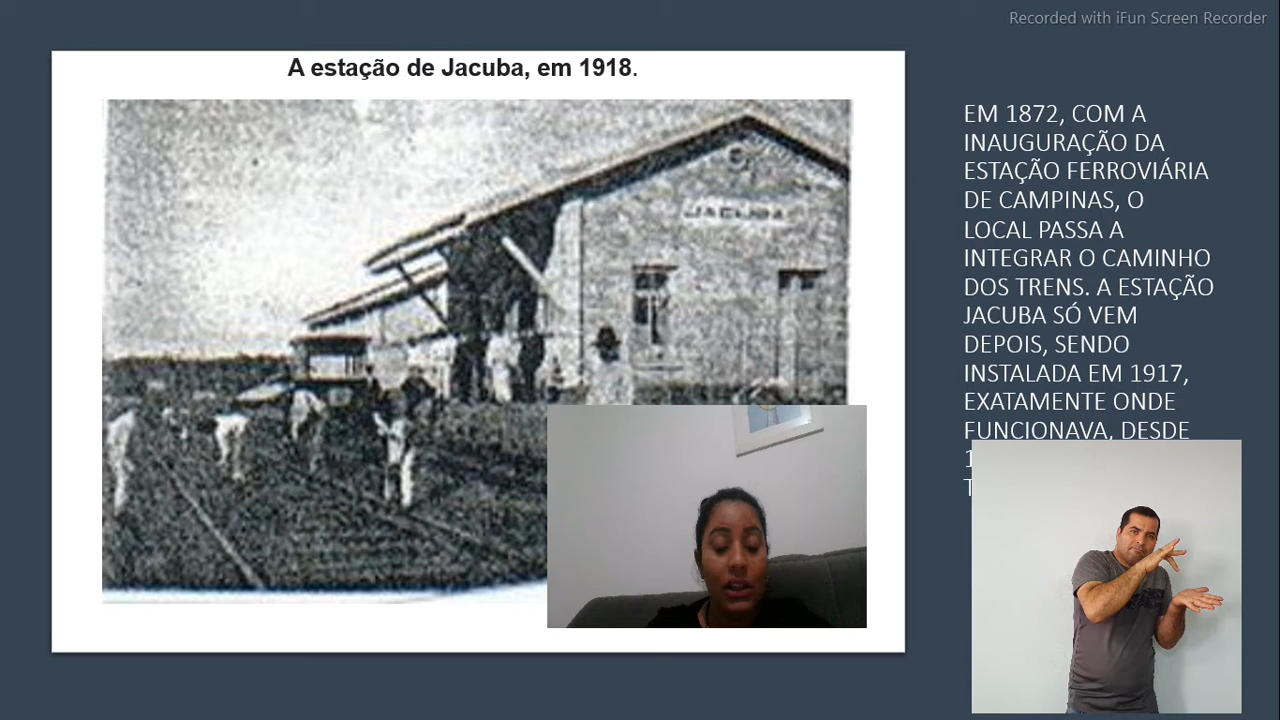 Recorded with iFun Screen Recorder
A estação de Jacuba, em 1918.
JACUBA
EM 1872, COM A
INAUGURAÇÃO DA
ESTAÇÃO FERROVIÁRIA
DE CAMPINAS, O
LOCAL PASSA A
INTEGRAR O CAMINHO
DOS TRENS. A ESTAÇÃO
JACUBA SÓ VEM
DEPOIS, SENDO
INSTALADA EM 1917,
EXATAMENTE ONDE
FUNCIONAVA, DESDE